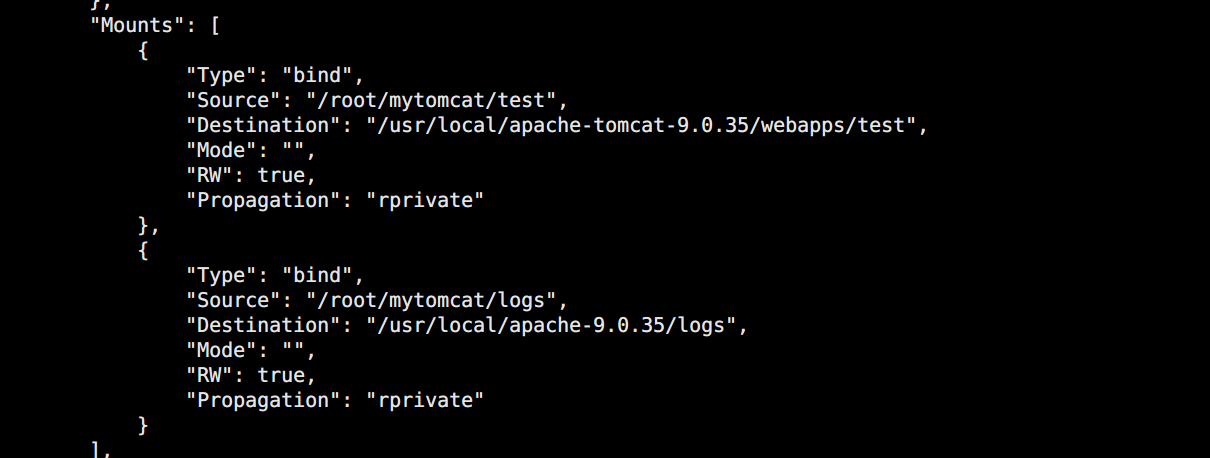 },
"Mounts": [
{
"Type": "bind",
"Source": "/root/mytomcat/test",
"Destination": "/usr/local/apache-tomcat-9.0.35/webapps/test",
"Mode": "",
"RW": true,
"Propagation": "rprivate"
},
{
"Type": "bind",
"Source": "/root/mytomcat/logs",
"Destination": "/usr/local/apache-9.0.35/logs",
"Mode": "",
"RW": true,
"Propagation": "rprivate"
}
],